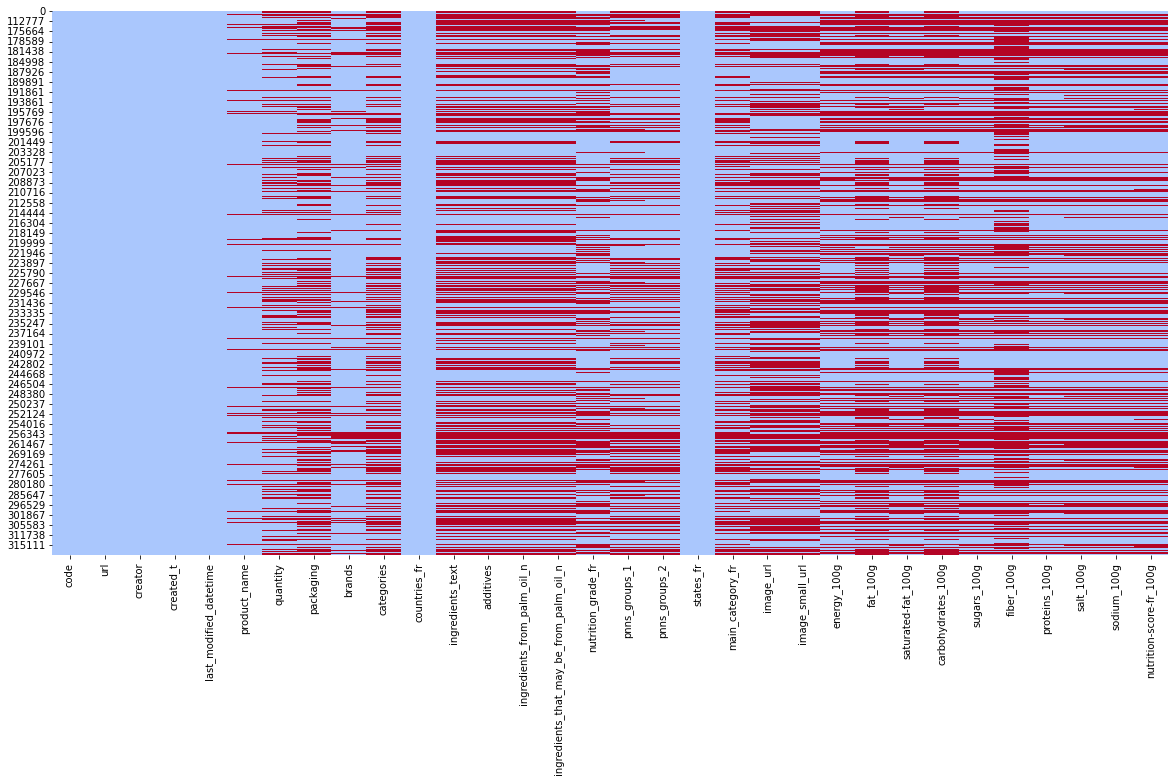 0
112777
175664
178589
181438
184998
187926
189891
191861
193861
195769
197676
199596
201449
203328
205177
207023
208873
210716
212558
214444
216304
218149
219999
221946
223897
225790
227667
229546
231436
233335
235247
237164
239101
240972
242802
244668
246504
248380
250237
252124
254016
256343
261467
269169
274261
277605
280180
285647
296529
301867
305583
311738
315111
code
url
creator
created_t
last_modified_datetime
product_name
quantity
packaging
brands
categories
countries_fr
ingredients_text
additives
ingredients_from_palm_oil_n
ingredients_that_may_be_from_palm_oil_n
nutrition_grade_fr
pnns_groups_1
pnns_groups_2
states_fr
main_category_fr
image_url
image_small_url
energy_100g
fat_100g
saturated-fat_100g
carbohydrates_100g
sugars_100g
fiber_100g
proteins_100g
salt_100g
sodium_100g
nutrition-score-fr_100g